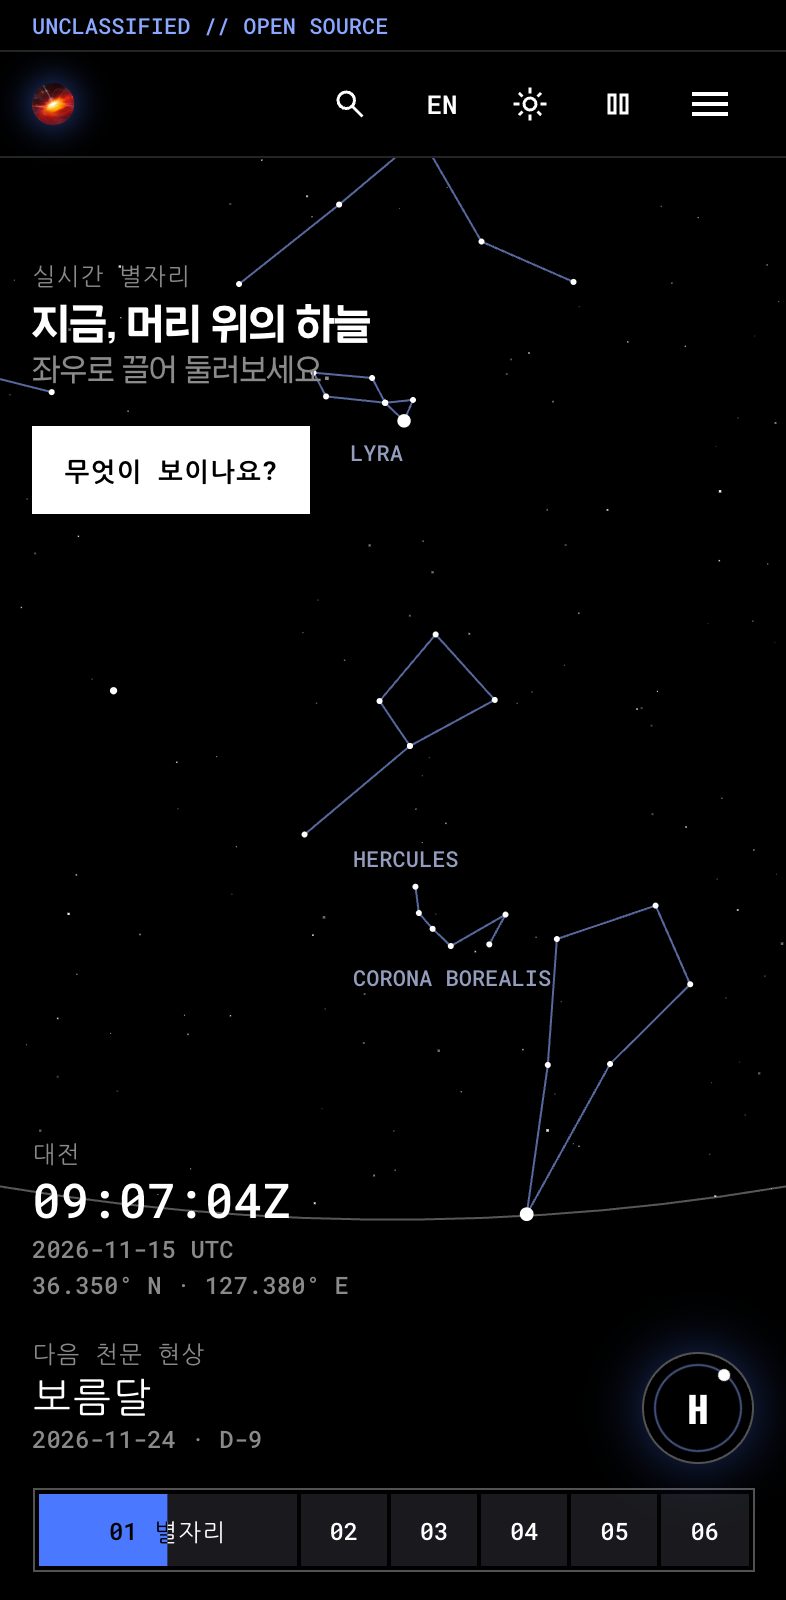 UNCLASSIFIED // OPEN SOURCE
EN
실시간 별자리
지금, 머리 위의 하늘
좌우로 끌어 둘러보세요.
무엇이 보이나요?
LYRA
HERCULES
CORONA BOREALIS
대전
09:07:04Z
2026-11-15 UTC
36.350° N · 127.380° E
다음 천문 현상
보름달
2026-11-24 · D-9
H
01 별자리 02 03 04 05 06